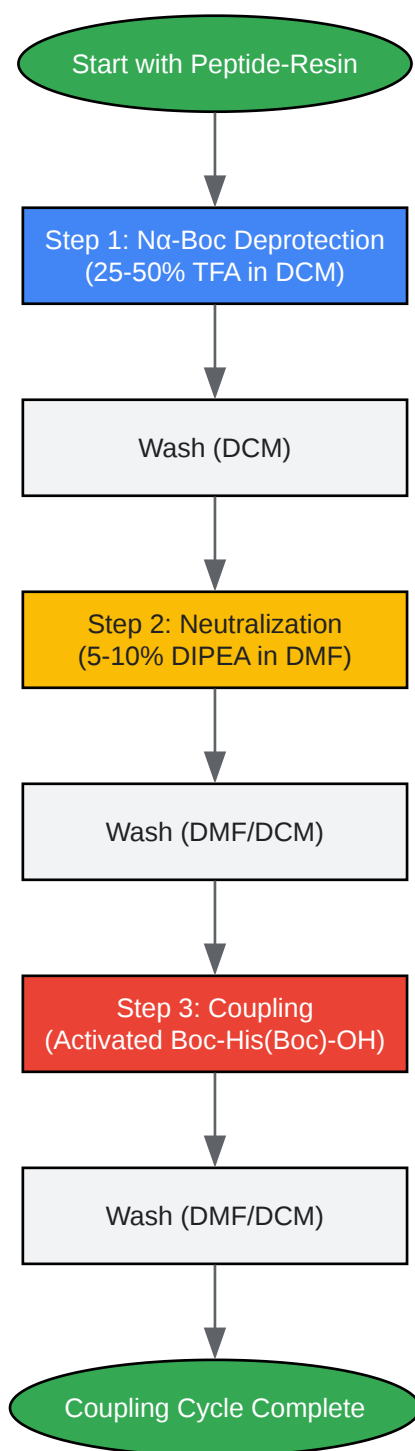 Start with Peptide-Resin
Step 1: Nα-Boc Deprotection
(25-50% TFA in DCM)
Wash (DCM)
Step 2: Neutralization
(5-10% DIPEA in DMF)
Wash (DMF/DCM)
Step 3: Coupling
(Activated Boc-His(Boc)-OH)
Wash (DMF/DCM)
Coupling Cycle Complete